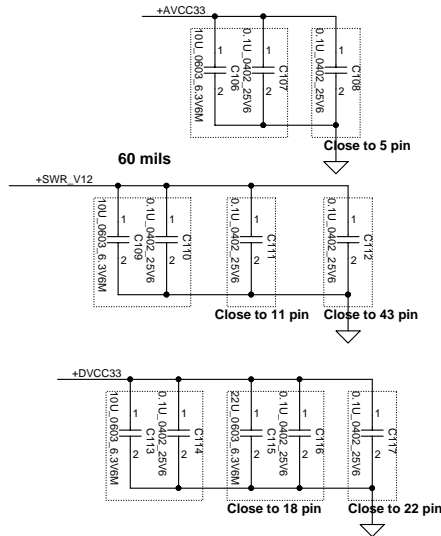 +AVCC33
10U_0603_6.3V6M
1
2
C106
0.1U_0402_25V6
1
2
C107
0.1U_0402_25V6
1
2
C108
Close to 5 pin
60 mils
+SWR_V12
10U_0603_6.3V6M
1
2
C109
0.1U_0402_25V6
1
2
C110
0.1U_0402_25V6
1
2
C111
0.1U_0402_25V6
1
2
C112
Close to 11 pin
Close to 43 pin
+DVCC33
10U_0603_6.3V6M
1
2
C113
0.1U_0402_25V6
1
2
C114
22U_0603_6.3V6M
1
2
C115
0.1U_0402_25V6
1
2
C116
0.1U_0402_25V6
1
2
C117
Close to 18 pin
Close to 22 pin